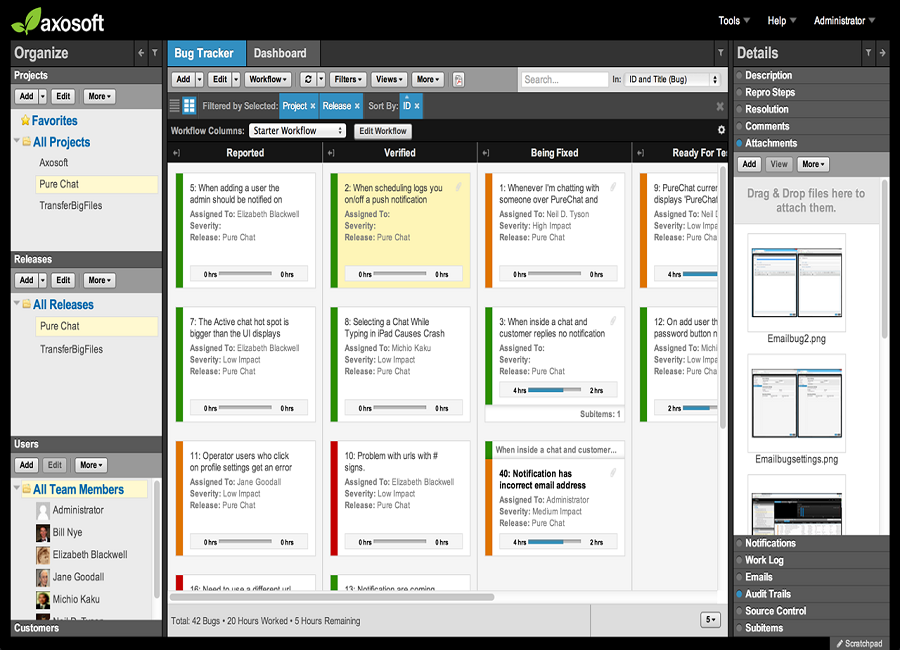 axosoft
Tools Help Administrator
Organize
Projects
Add Edit More
Favorites
All Projects
Axosoft
Pure Chat
TransferBigFiles
Releases
Add Edit More
All Releases
Pure Chat
TransferBigFiles
Users
Add Edit More
All Team Members
Administrator
Bill Nye
Elizabeth Blackwell
Jane Goodall
Michio Kaku
Customers
Bug Tracker Dashboard
Add Edit Workflow Filters Views More Search... In: ID and Title (Bug)
Filtered by Selected: Project × Release × Sort By: ID ×
Workflow Columns: Starter Workflow Edit Workflow
Reported Verified Being Fixed Ready For Te
5: When adding a user the
admin should be notified on
Assigned To: Elizabeth Blackwell
Severity:
Release: Pure Chat
0 hrs 0 hrs
7: The Active chat hot spot is
bigger than the UI displays
Assigned To: Elizabeth Blackwell
Severity: Low Impact
Release: Pure Chat
0 hrs 0 hrs
11: Operator users who click
on profile settings get an error
Assigned To: Jane Goodall
Severity: Low Impact
Release: Pure Chat
0 hrs 0 hrs
16: Need to use a different url
2: When scheduling logs you
on/off a push notification
Assigned To:
Severity:
Release: Pure Chat
0 hrs 0 hrs
8: Selecting a Chat While
Typing in iPad Causes Crash
Assigned To: Michio Kaku
Severity: Low Impact
Release: Pure Chat
0 hrs 0 hrs
10: Problem with urls with #
signs.
Assigned To: Elizabeth Blackwell
Severity: Low Impact
Release: Pure Chat
0 hrs 0 hrs
13: Notification are coming
1: Whenever I'm chatting with
someone over PureChat and
Assigned To: Neil D. Tyson
Severity: High Impact
Release: Pure Chat
0 hrs 0 hrs
3: When inside a chat and
customer replies no notification
Assigned To:
Severity:
Release: Pure Chat
4 hrs 2 hrs
Subitems: 1
When inside a chat and customer...
40: Notification has
incorrect email address
Assigned To: Administrator
Severity: Medium Impact
Release: Pure Chat
4 hrs 2 hrs
9: PureChat curren
displays 'PureChat
Assigned To: Neil D
Severity: Low Impa
Release: Pure Chat
4 hrs
12: On add user th
password button n
Assigned To: Michi
Severity: Low Impa
Release: Pure Chat
2 hrs
Total: 42 Bugs • 20 Hours Worked • 5 Hours Remaining
5
Details
Description
Repro Steps
Resolution
Comments
Attachments
Add View More
Drag & Drop files here to
attach them.
Emailbug2.png
Emailbugsettings.png
Notifications
Work Log
Emails
Audit Trails
Source Control
Subitems
Scratchpad